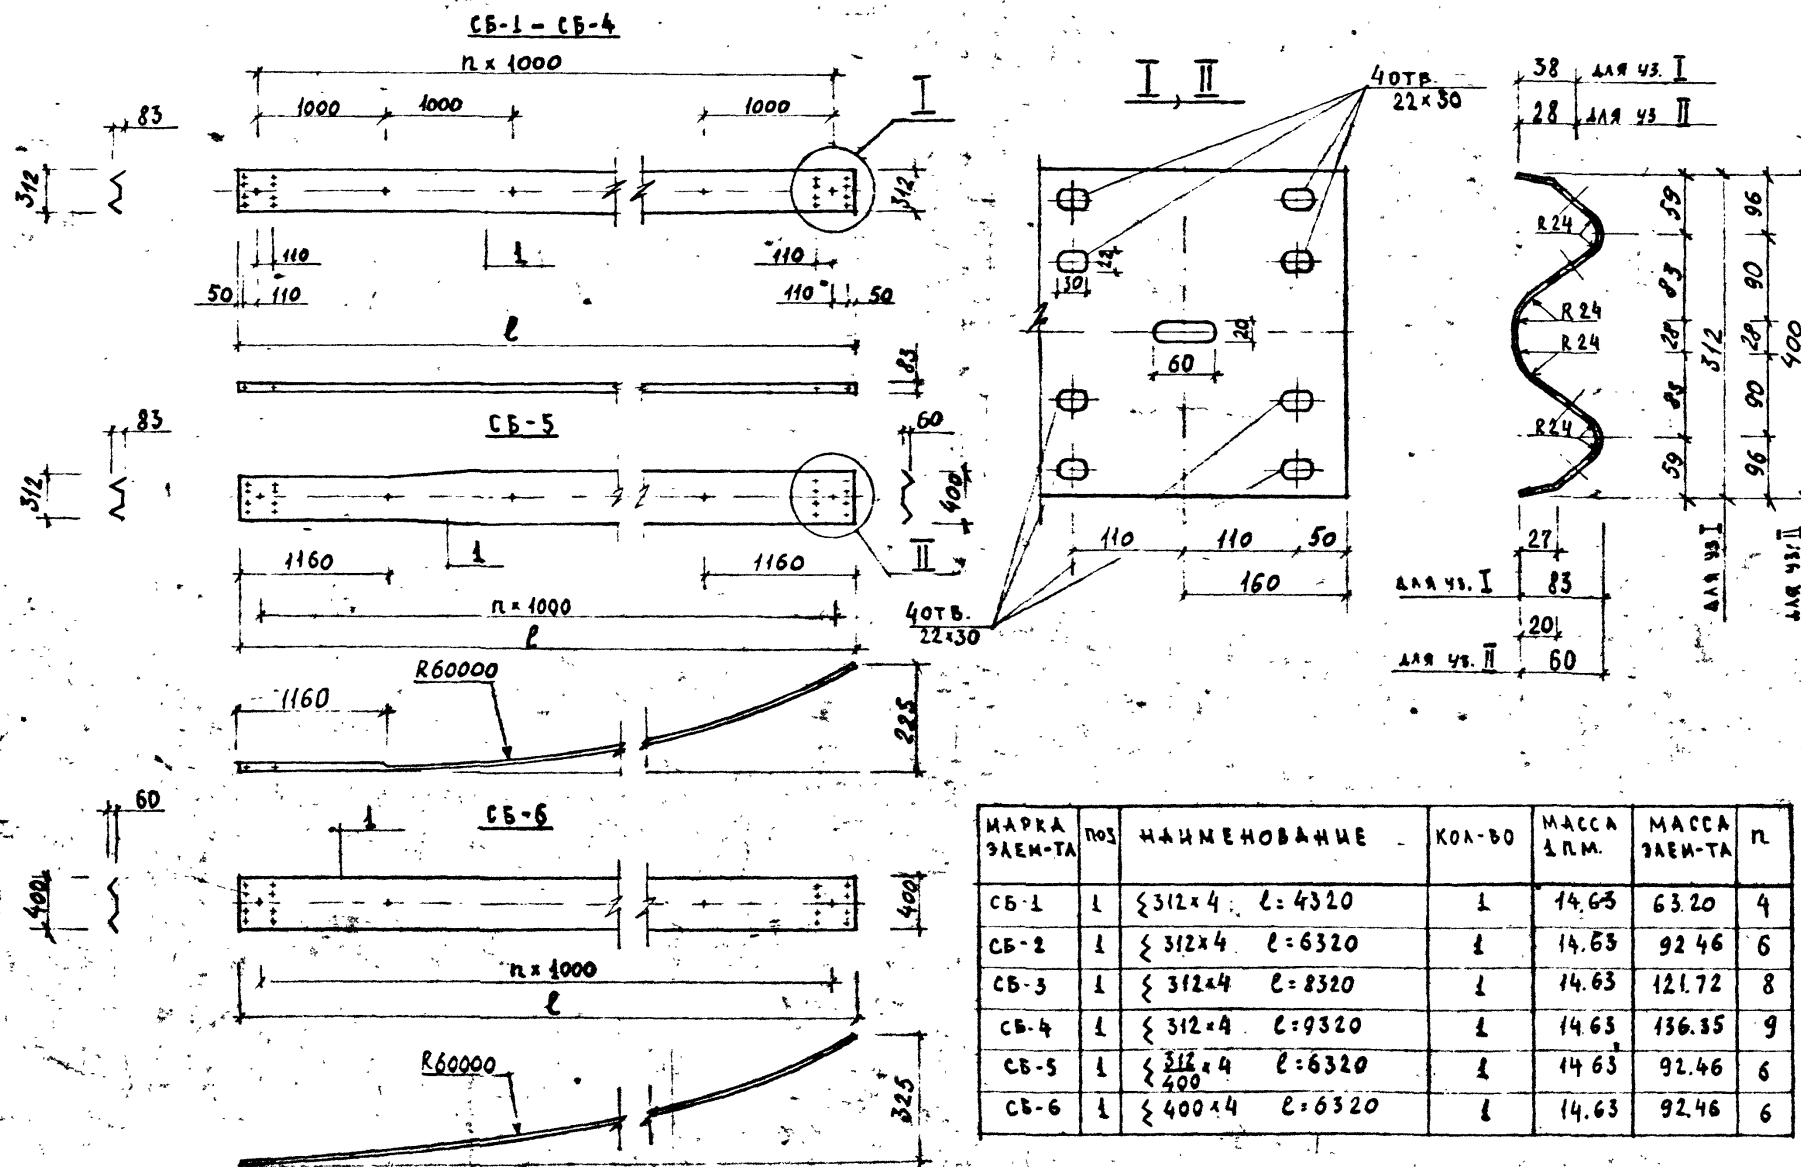 СБ-1 – СБ-4
n × 1000
1000
1000
1000
I
83
312
312
110
1
110
50
110
110
50
ℓ
83
СБ-5
83
60
312
400
II
1160
1
1160
n × 1000
ℓ
R60000
1160
225
СБ-6
60
1
400
400
n × 1000
ℓ
R60000
325
I, II
4 ОТВ.
22×30
22
30
20
60
110
110
50
160
4 ОТВ.
22×30
38 ДЛЯ УЗ. I
28 ДЛЯ УЗ II
R 24
R 24
R 24
R 24
59
83
28
83
59
312
96
90
28
90
96
400
27
ДЛЯ УЗ. I 83
20
ДЛЯ УЗ. II 60
ДЛЯ УЗ. I
ДЛЯ УЗ. II
МАРКА ЭЛЕМ-ТА ПОЗ НАИМЕНОВАНИЕ КОЛ-ВО МАССА 1 П.М. МАССА ЭЛЕМ-ТА n
СБ-1 1 312×4 ℓ=4320 1 14.63 63.20 4
СБ-2 1 312×4 ℓ=6320 1 14.63 92.46 6
СБ-3 1 312×4 ℓ=8320 1 14.63 121.72 8
СБ-4 1 312×4 ℓ=9320 1 14.63 136.35 9
СБ-5 1 312/400 ×4 ℓ=6320 1 14 63 92.46 6
СБ-6 1 400×4 ℓ=6320 1 14.63 92.46 6